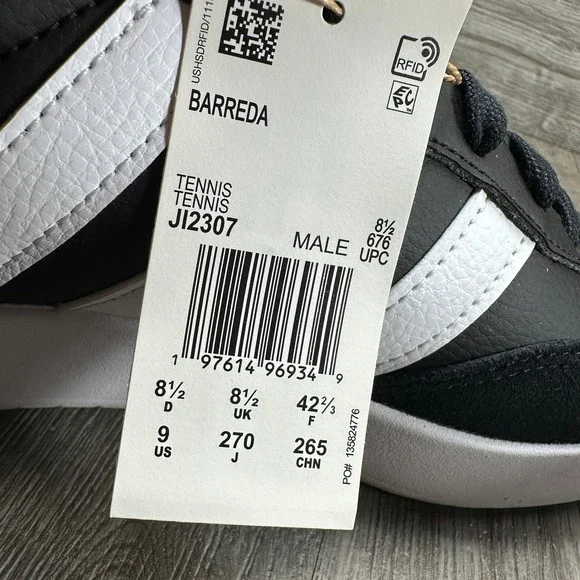 USHSDRFID/111
RFID
EPC
BARREDA
TENNIS
TENNIS
JI2307
MALE
8½
676
UPC
1 97614 96934 9
8½ 8½ 42⅔
D UK F
9 270 265
US J CHN
PO# 135824776